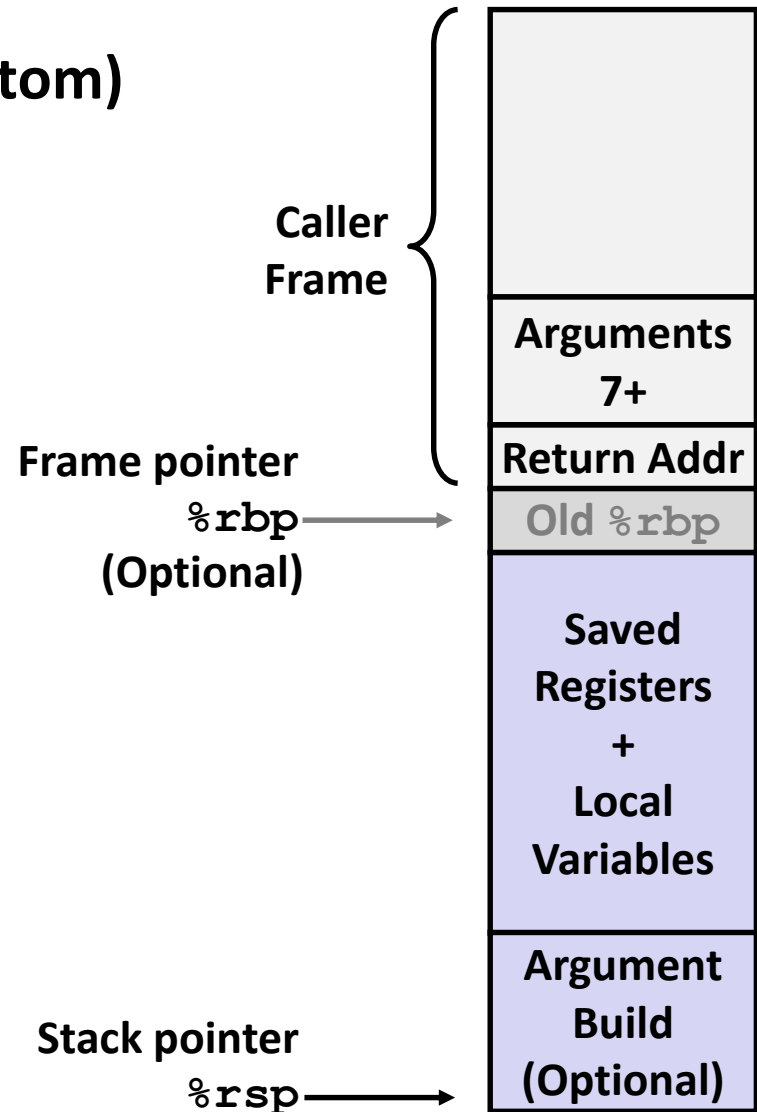 tom)
Caller
Frame
Arguments
7+
Return Addr
Frame pointer
%rbp
(Optional)
Old %rbp
Saved
Registers
+
Local
Variables
Argument
Build
(Optional)
Stack pointer
%rsp